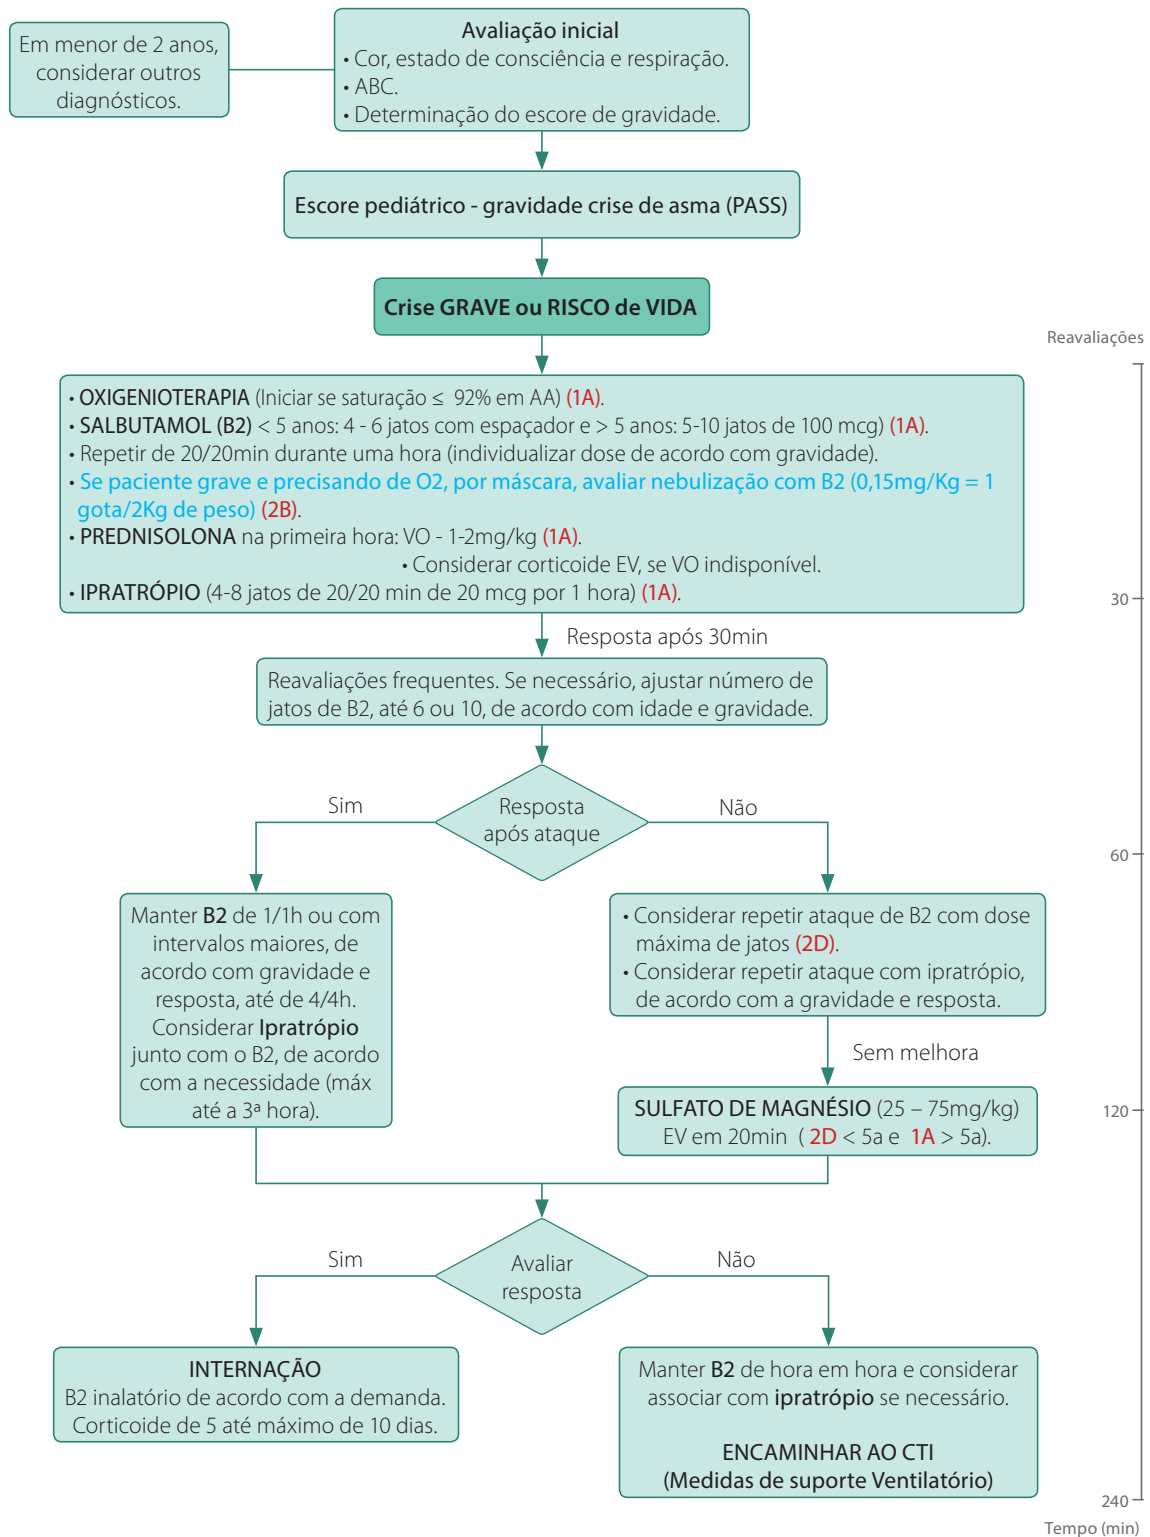 Em menor de 2 anos,
considerar outros
diagnósticos.
Avaliação inicial
• Cor, estado de consciência e respiração.
• ABC.
• Determinação do escore de gravidade.
Escore pediátrico - gravidade crise de asma (PASS)
Crise GRAVE ou RISCO de VIDA
Reavaliações
• OXIGENIOTERAPIA (Iniciar se saturação ≤ 92% em AA) (1A).
• SALBUTAMOL (B2) < 5 anos: 4 - 6 jatos com espaçador e > 5 anos: 5-10 jatos de 100 mcg) (1A).
• Repetir de 20/20min durante uma hora (individualizar dose de acordo com gravidade).
• Se paciente grave e precisando de O2, por máscara, avaliar nebulização com B2 (0,15mg/Kg = 1
gota/2Kg de peso) (2B).
• PREDNISOLONA na primeira hora: VO - 1-2mg/kg (1A).
• Considerar corticoide EV, se VO indisponível.
• IPRATRÓPIO (4-8 jatos de 20/20 min de 20 mcg por 1 hora) (1A).
30
Resposta após 30min
Reavaliações frequentes. Se necessário, ajustar número de
jatos de B2, até 6 ou 10, de acordo com idade e gravidade.
Sim
Resposta
após ataque
Não
60
Manter B2 de 1/1h ou com
intervalos maiores, de
acordo com gravidade e
resposta, até de 4/4h.
Considerar Ipratrópio
junto com o B2, de acordo
com a necessidade (máx
até a 3ª hora).
• Considerar repetir ataque de B2 com dose
máxima de jatos (2D).
• Considerar repetir ataque com ipratrópio,
de acordo com a gravidade e resposta.
Sem melhora
SULFATO DE MAGNÉSIO (25 – 75mg/kg)
EV em 20min ( 2D < 5a e 1A > 5a).
120
Sim
Avaliar
resposta
Não
INTERNAÇÃO
B2 inalatório de acordo com a demanda.
Corticoide de 5 até máximo de 10 dias.
Manter B2 de hora em hora e considerar
associar com ipratrópio se necessário.
ENCAMINHAR AO CTI
(Medidas de suporte Ventilatório)
240
Tempo (min)